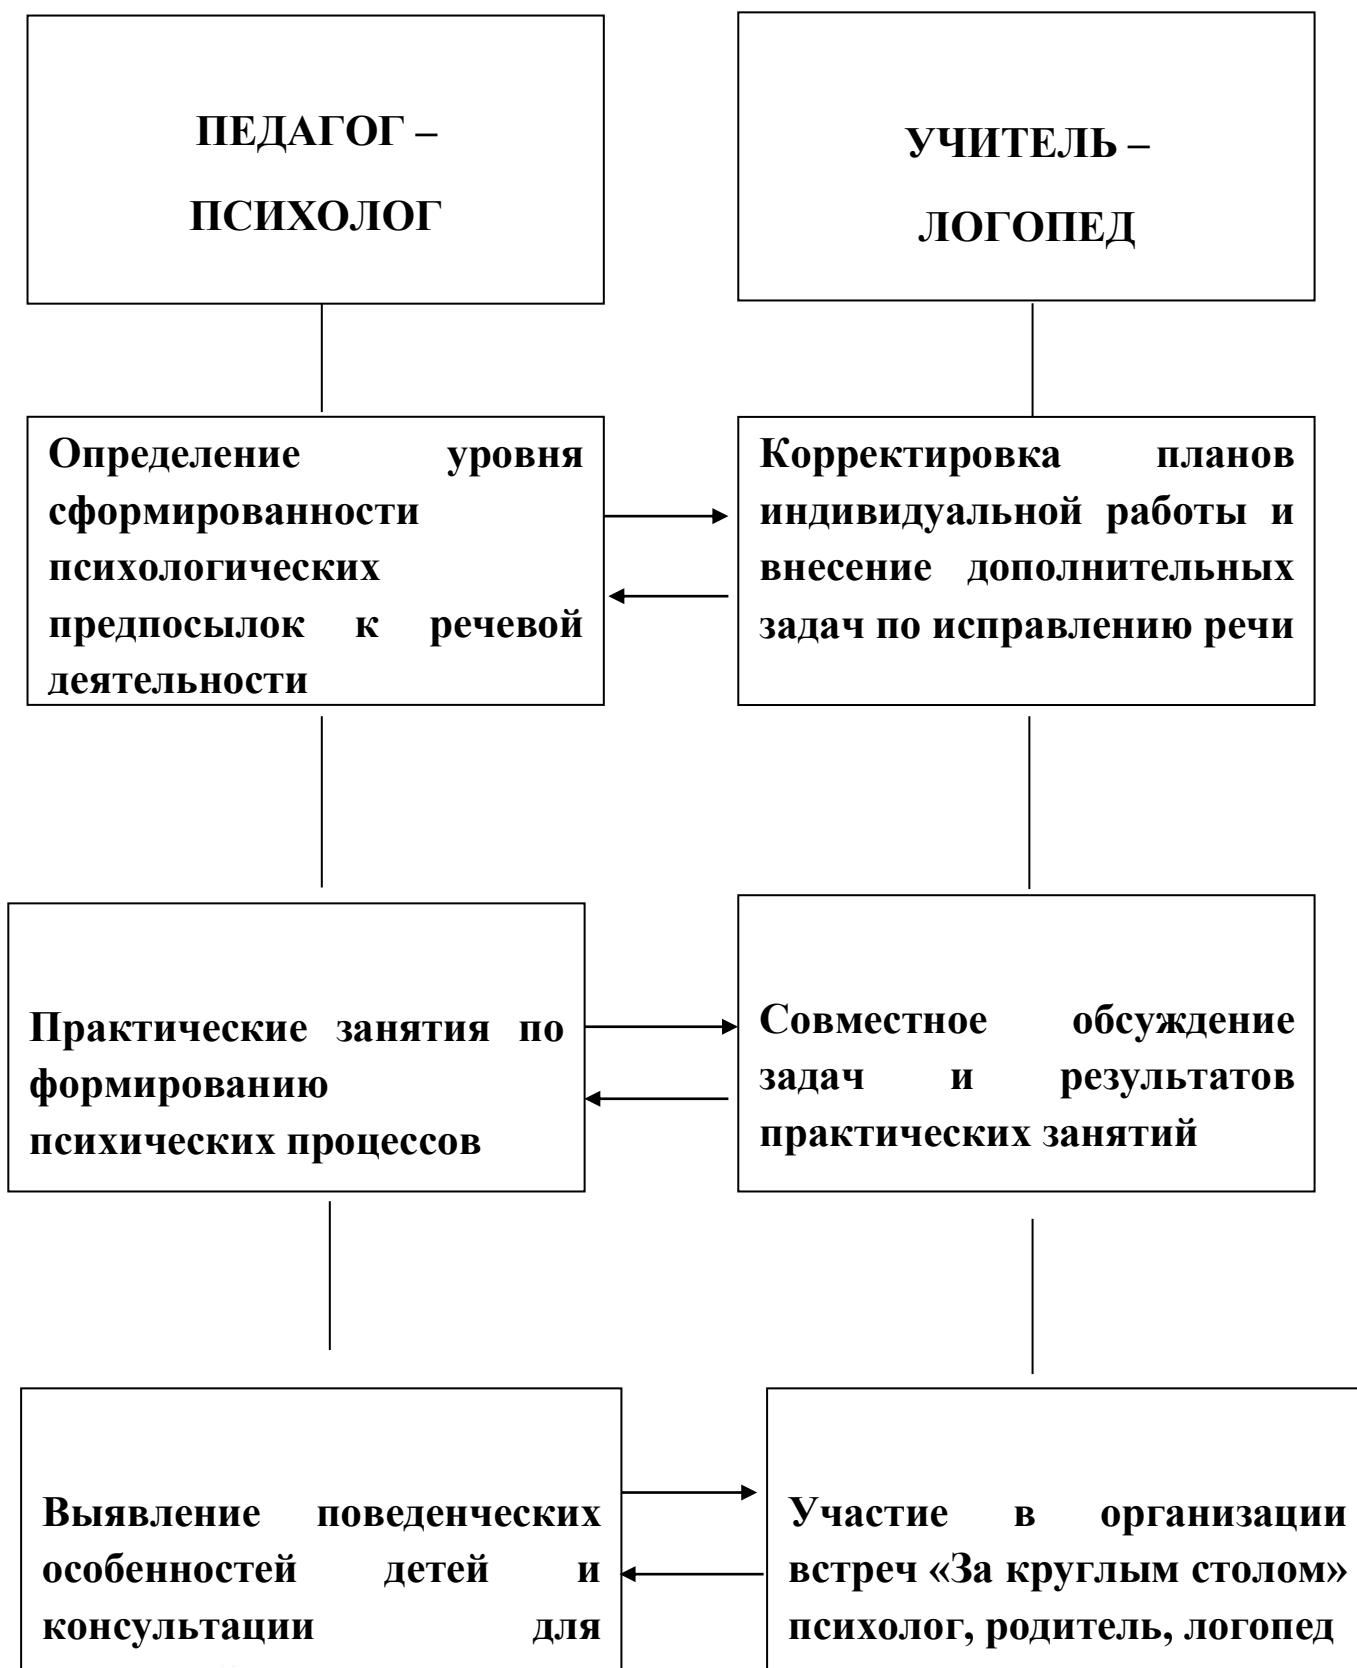 ПЕДАГОГ –
ПСИХОЛОГ
УЧИТЕЛЬ –
ЛОГОПЕД
Определение уровня
сформированности
психологических
предпосылок к речевой
деятельности
Корректировка планов
индивидуальной работы и
внесение дополнительных
задач по исправлению речи
Практические занятия по
формированию
психических процессов
Совместное обсуждение
задач и результатов
практических занятий
Выявление поведенческих
особенностей детей и
консультации для
Участие в организации
встреч «За круглым столом»
психолог, родитель, логопед